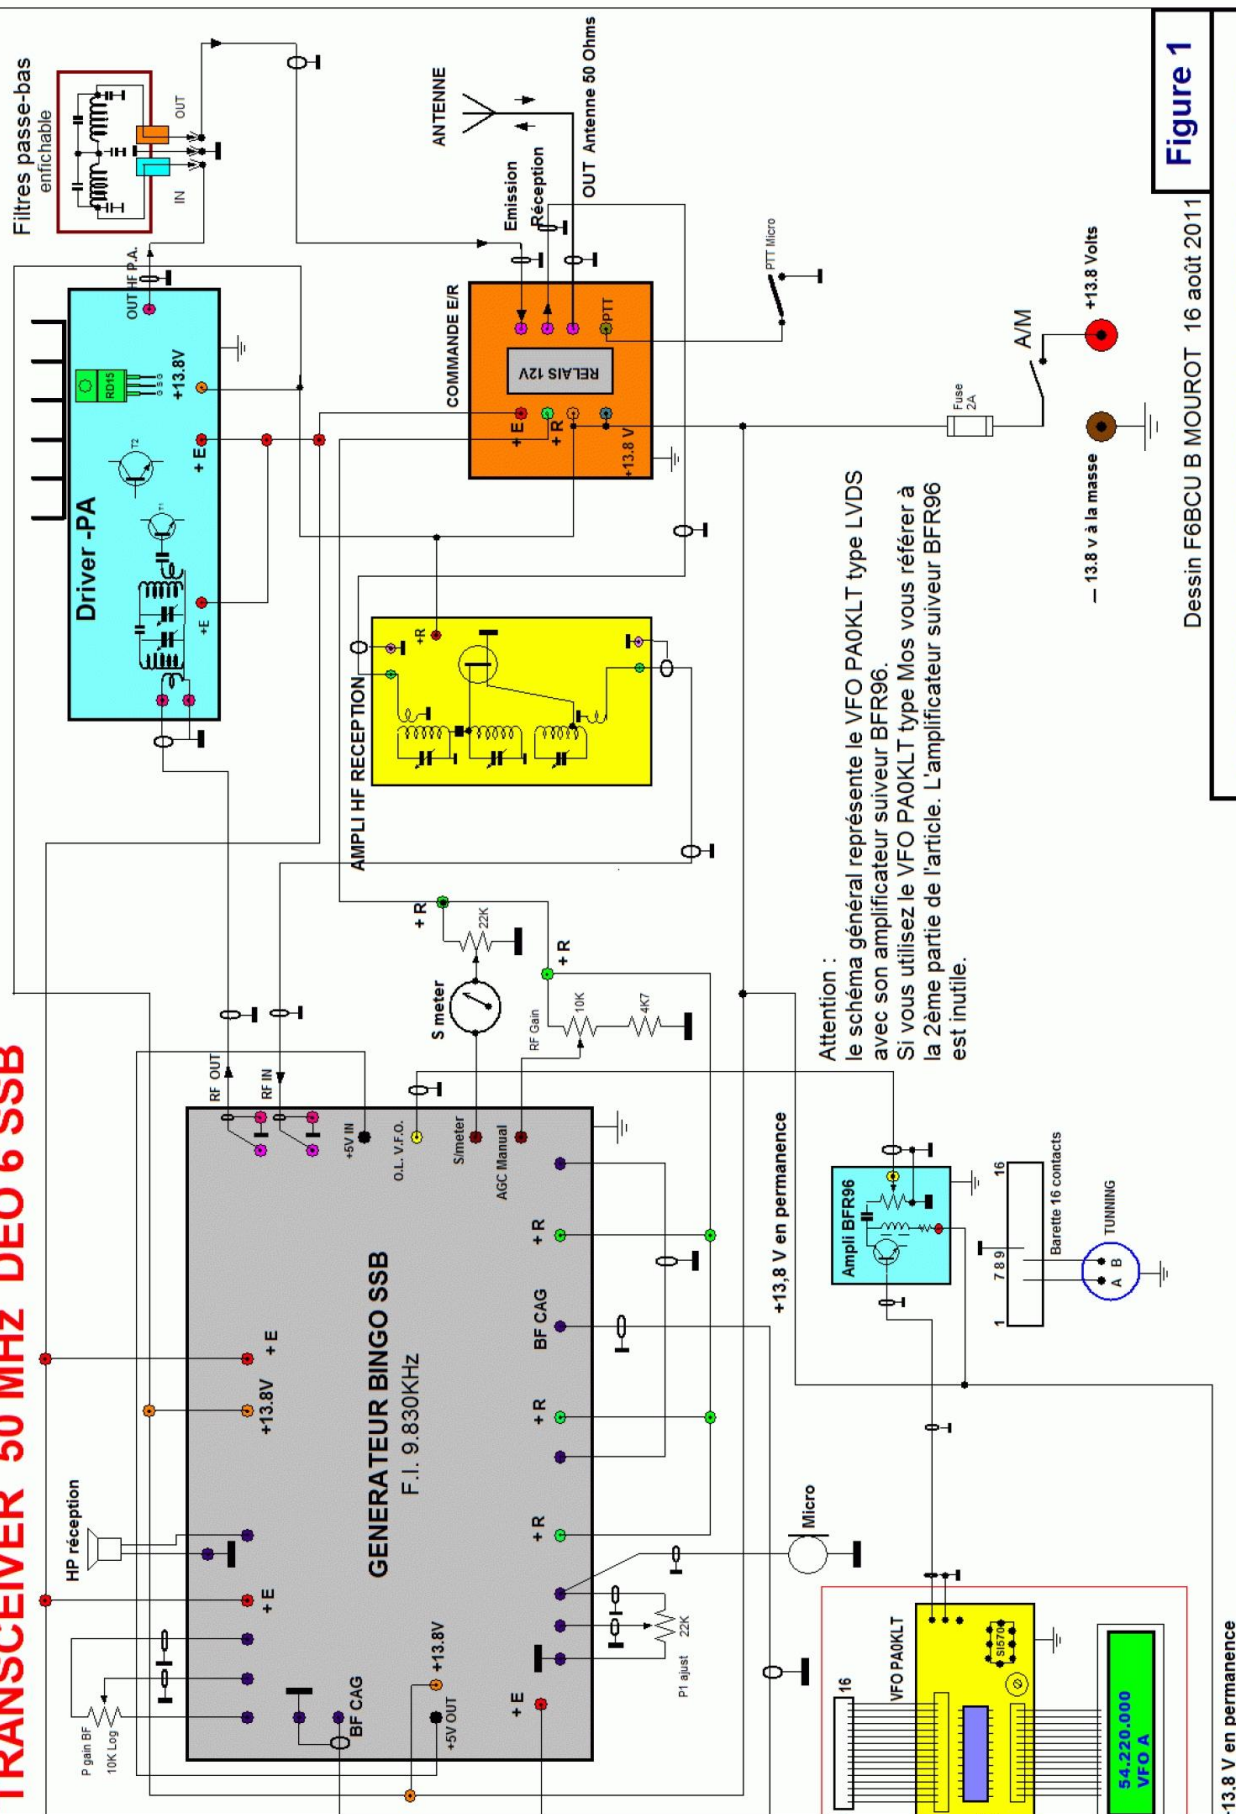 TRANSCEIVER 50 MHz DEO 6 SSB
Filtres passe-bas
enfichable
IN
OUT
OUT HF P.A.
Driver -PA
RD15
G S G
T1
T2
+E
+ E
+13.8V
ANTENNE
OUT Antenne 50 Ohms
Emission
Réception
COMMANDE E/R
RELAIS 12V
PTT
+ E
+ R
+13.8 V
PTT Micro
AMPLI HF RECEPTION
+R
HP réception
P gain BF
10K Log
GENERATEUR BINGO SSB
F.I. 9.830KHz
+ E
+13.8V
+ E
BF CAG
+5V OUT
+13.8V
+ E
RF OUT
RF IN
+5V IN
O.L. V.F.O.
S/meter
AGC Manual
+ R
BF CAG
+ R
+ R
S meter
+ R
22K
+ R
RF Gain
10K
4K7
P1 ajust
22K
Micro
+13,8 V en permanence
Ampli BFR96
1
7 8 9
16
Barette 16 contacts
A
B
TUNNING
Attention :
le schéma général représente le VFO PA0KLT type LVDS
avec son amplificateur suiveur BFR96.
Si vous utilisez le VFO PA0KLT type Mos vous référer à
la 2ème partie de l'article. L'amplificateur suiveur BFR96
est inutile.
Fuse
2A
A/M
+13.8 Volts
– 13.8 v à la masse
16
VFO PA0KLT
SI570
54.220.000
VFO A
+13.8 V en permanence
Dessin F6BCU B MOUROT 16 août 2011
Figure 1